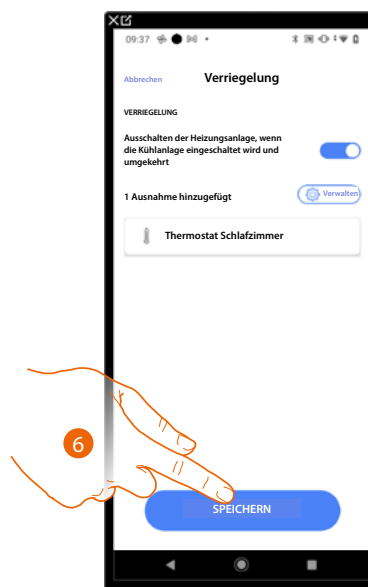 09:37
Abbrechen Verriegelung
VERRIEGELUNG
Ausschalten der Heizungsanlage, wenn
die Kühlanlage eingeschaltet wird und
umgekehrt
1 Ausnahme hinzugefügt Verwalten
Thermostat Schlafzimmer
6
SPEICHERN